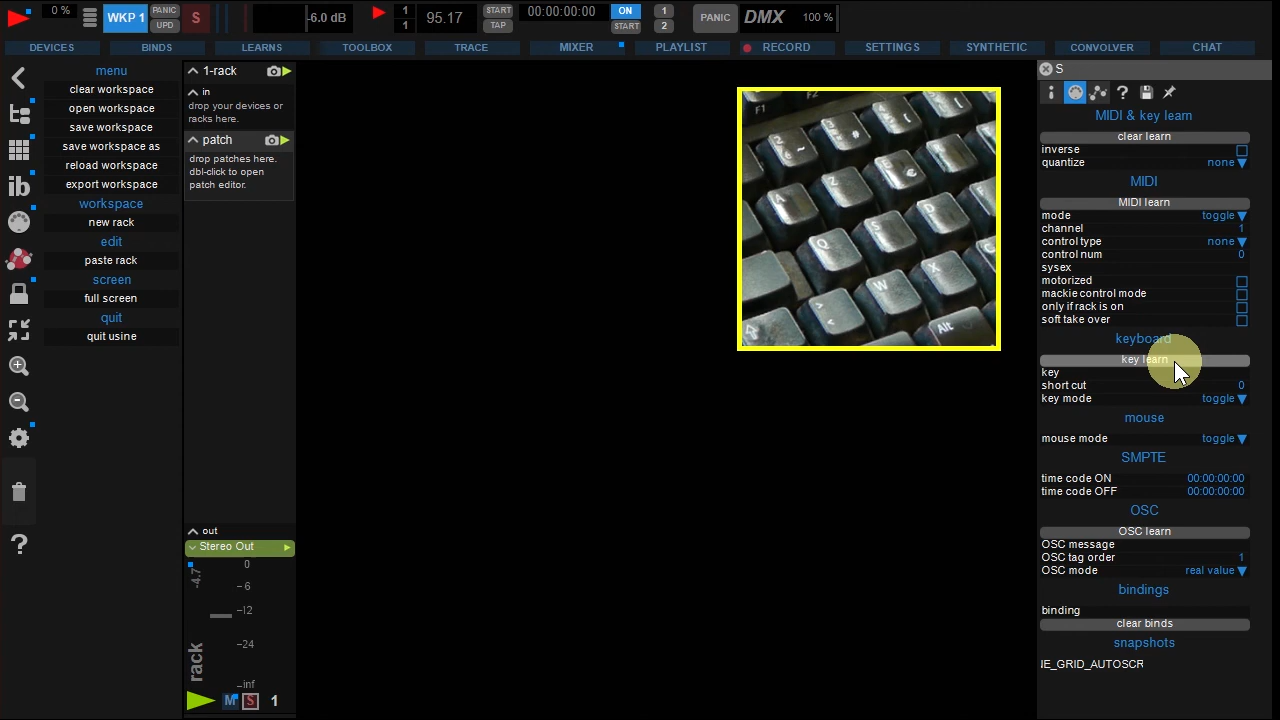 0 %
WKP 1
PANIC
UPD
S
-6.0 dB
1
1
95.17
START
TAP
00:00:00:00
ON
START
1
2
PANIC
DMX
100 %
DEVICES
BINDS
LEARNS
TOOLBOX
TRACE
MIXER
PLAYLIST
RECORD
SETTINGS
SYNTHETIC
CONVOLVER
CHAT
menu
clear workspace
open workspace
save workspace
save workspace as
reload workspace
export workspace
workspace
new rack
edit
paste rack
screen
full screen
quit
quit usine
ib
?
1-rack
in
drop your devices or
racks here.
patch
drop patches here.
dbl-click to open
patch editor.
out
Stereo Out
0
-4.7
-6
-12
-24
-inf
rack
M
S
1
F1
F2
A
Z
Q
S
D
W
X
Alt
S
?
MIDI & key learn
clear learn
inverse
quantize none
MIDI
MIDI learn
mode toggle
channel 1
control type none
control num 0
sysex
motorized
mackie control mode
only if rack is on
soft take over
keyboard
key learn
key
short cut 0
key mode toggle
mouse
mouse mode toggle
SMPTE
time code ON 00:00:00:00
time code OFF 00:00:00:00
OSC
OSC learn
OSC message
OSC tag order 1
OSC mode real value
bindings
binding
clear binds
snapshots
IE_GRID_AUTOSCR